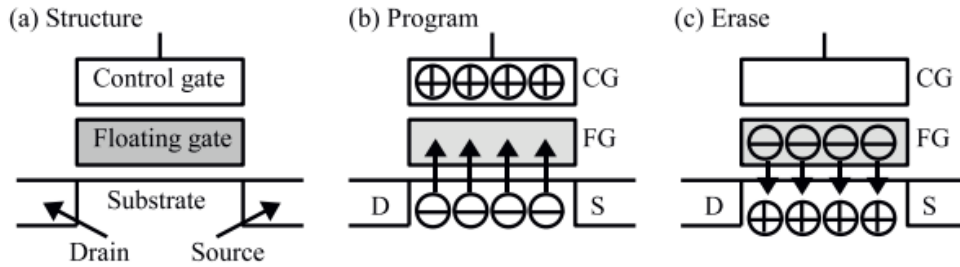 (a) Structure
Control gate
Floating gate
Substrate
Drain
Source
(b) Program
CG
FG
D
S
(c) Erase
CG
FG
D
S